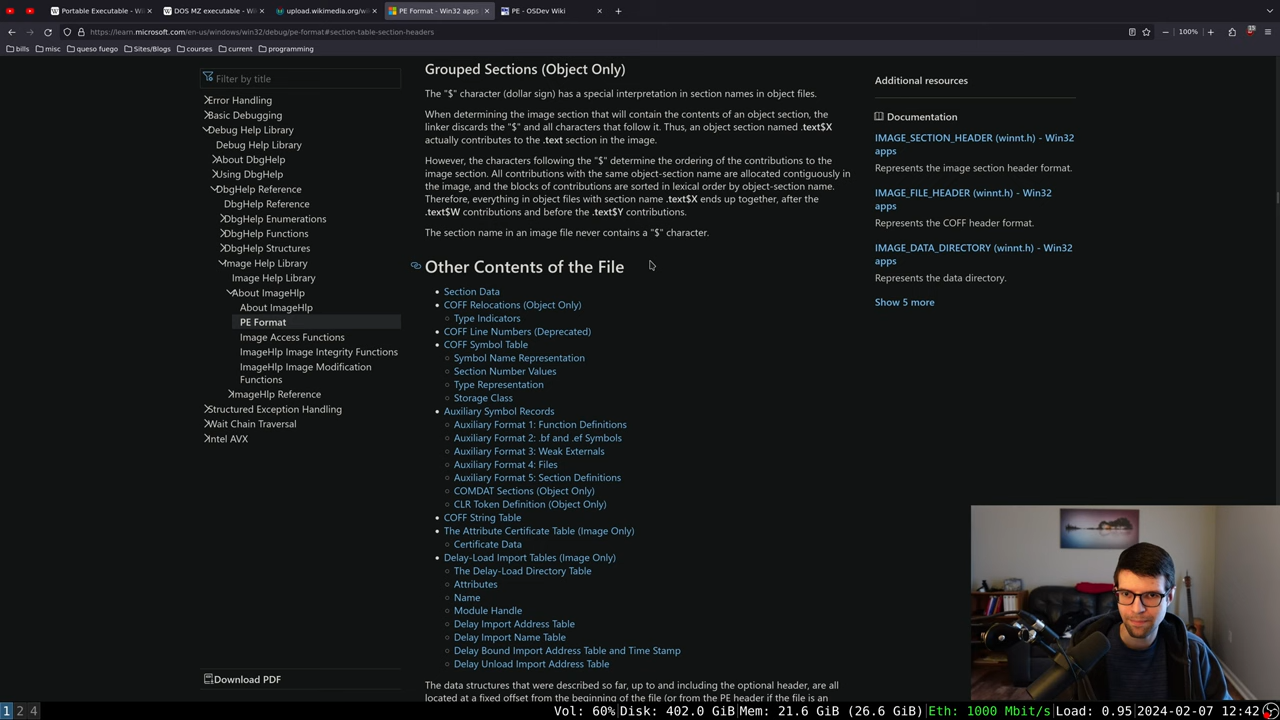 Portable Executable – Wi
DOS MZ executable - Wi
upload.wikimedia.org/w
PE Format - Win32 apps
PE - OSDev Wiki
https://learn.microsoft.com/en-us/windows/win32/debug/pe-format#section-table-section-headers
100%
bills
misc
queso fuego
Sites/Blogs
courses
current
popular
Filter by title
Error Handling
Basic Debugging
Debug Help Library
Debug Help Library
About DbgHelp
Using DbgHelp
DbgHelp Reference
DbgHelp Reference
DbgHelp Enumerations
DbgHelp Functions
DbgHelp Structures
Image Help Library
Image Help Library
About ImageHlp
About ImageHlp
PE Format
Image Access Functions
ImageHlp Image Integrity Functions
ImageHlp Image Modification
Functions
ImageHlp Reference
Structured Exception Handling
Wait Chain Traversal
Intel AVX
Download PDF
Grouped Sections (Object Only)
The "$" character (dollar sign) has a special interpretation in section names in object files.
When determining the image section that will contain the contents of an object section, the
linker discards the "$" and all characters that follow it. Thus, an object section named .text$X
actually contributes to the .text section in the image.
However, the characters following the "$" determine the ordering of the contributions to the
image section. All contributions with the same object-section name are allocated contiguously
in the image, and the blocks of contributions are sorted in lexical order by object-section name.
Therefore, everything in object files with section name .text$X ends up together, after the
.text$W contributions and before the .text$Y contributions.
The section name in an image file never contains a "$" character.
Other Contents of the File
Section Data
COFF Relocations (Object Only)
Type Indicators
COFF Line Numbers (Deprecated)
COFF Symbol Table
Symbol Name Representation
Section Number Values
Type Representation
Storage Class
Auxiliary Symbol Records
Auxiliary Format 1: Function Definitions
Auxiliary Format 2: .bf and .ef Symbols
Auxiliary Format 3: Weak Externals
Auxiliary Format 4: Files
Auxiliary Format 5: Section Definitions
COMDAT Sections (Object Only)
CLR Token Definition (Object Only)
COFF String Table
The Attribute Certificate Table (Image Only)
Certificate Data
Delay-Load Import Tables (Image Only)
The Delay-Load Directory Table
Attributes
Name
Module Handle
Delay Import Address Table
Delay Import Name Table
Delay Bound Import Address Table and Time Stamp
Delay Unload Import Address Table
The data structures that were described so far, up to and including the optional header, are all
located at a fixed offset from the beginning of the file (or from the PE header if the file is an
Additional resources
Documentation
IMAGE_SECTION_HEADER (winnt.h) - Win32
apps
Represents the image section header format.
IMAGE_FILE_HEADER (winnt.h) - Win32
apps
Represents the COFF header format.
IMAGE_DATA_DIRECTORY (winnt.h) - Win32
apps
Represents the data directory.
Show 5 more
1 2 4
Vol: 60% Disk: 402.0 GiB Mem: 21.6 GiB (26.6 GiB) Eth: 1000 Mbit/s Load: 0.95 2024-02-07 12:42